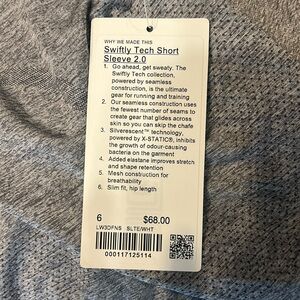 WHY WE MADE THIS
Swiftly Tech Short
Sleeve 2.0
1. Go ahead, get sweaty. The
Swiftly Tech collection,
powered by seamless
construction, is the ultimate
gear for running and training
2. Our seamless construction uses
the fewest number of seams to
create gear that glides across
skin so you can skip the chafe
3. Silverescent™ technology,
powered by X-STATIC®, inhibits
the growth of odour-causing
bacteria on the garment
4. Added elastane improves stretch
and shape retention
5. Mesh construction for
breathability
6. Slim fit, hip length
6 $68.00
LW3DFNS SLTE/WHT
000117125114